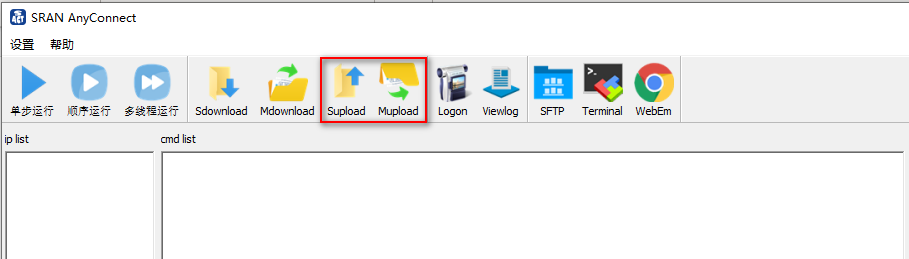 SRAN AnyConnect
设置 帮助
单步运行 顺序运行 多线程运行 Sdownload Mdownload Supload Mupload Logon Viewlog SFTP Terminal WebEm
ip list cmd list